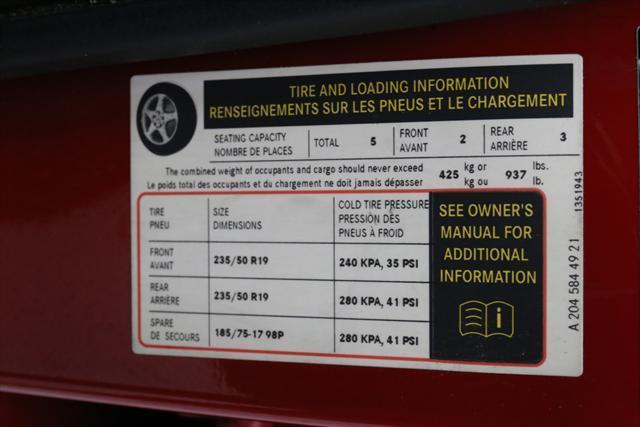 TIRE AND LOADING INFORMATION
RENSEIGNEMENTS SUR LES PNEUS ET LE CHARGEMENT
SEATING CAPACITY
NOMBRE DE PLACES
TOTAL 5
FRONT
AVANT
2
REAR
ARRIÈRE
3
The combined weight of occupants and cargo should never exceed
Le poids total des occupants et du chargement ne doit jamais dépasser
425
kg or
kg ou
937
lbs.
lb.
TIRE
PNEU
SIZE
DIMENSIONS
COLD TIRE PRESSURE
PRESSION DES
PNEUS À FROID
FRONT
AVANT
235/50 R19
240 KPA, 35 PSI
REAR
ARRIÈRE
235/50 R19
280 KPA, 41 PSI
SPARE
DE SECOURS
185/75-17 98P
280 KPA, 41 PSI
SEE OWNER'S
MANUAL FOR
ADDITIONAL
INFORMATION
i
1351943
A 204 584 49 21